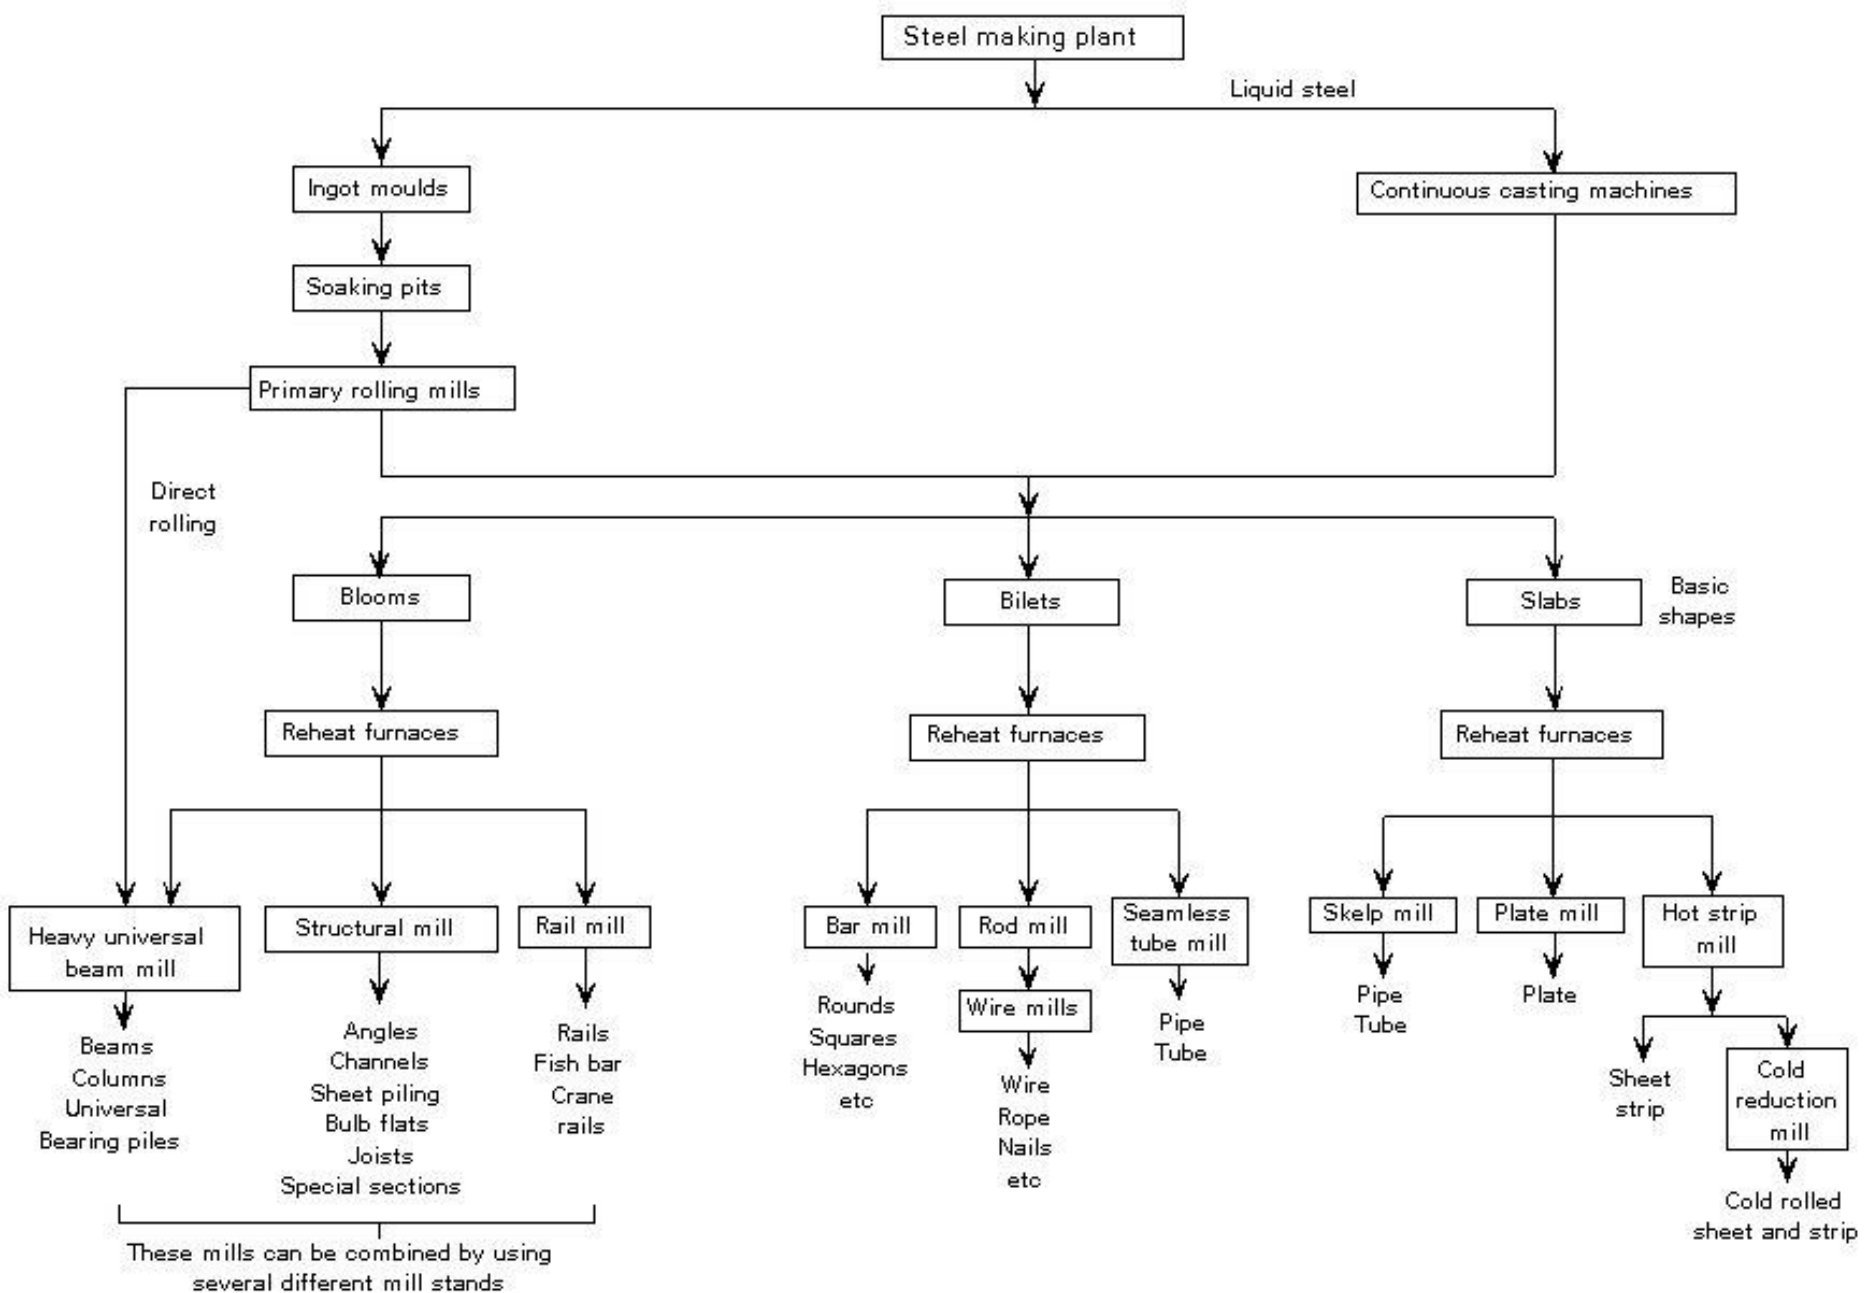 Steel making plant
Liquid steel
Ingot moulds
Continuous casting machines
Soaking pits
Primary rolling mills
Direct
rolling
Blooms
Bilets
Slabs
Basic
shapes
Reheat furnaces
Reheat furnaces
Reheat furnaces
Heavy universal
beam mill
Structural mill
Rail mill
Bar mill
Rod mill
Seamless
tube mill
Skelp mill
Plate mill
Hot strip
mill
Beams
Columns
Universal
Bearing piles
Angles
Channels
Sheet piling
Bulb flats
Joists
Special sections
Rails
Fish bar
Crane
rails
Rounds
Squares
Hexagons
etc
Wire mills
Wire
Rope
Nails
etc
Pipe
Tube
Pipe
Tube
Plate
Sheet
strip
Cold
reduction
mill
Cold rolled
sheet and strip
These mills can be combined by using
several different mill stands